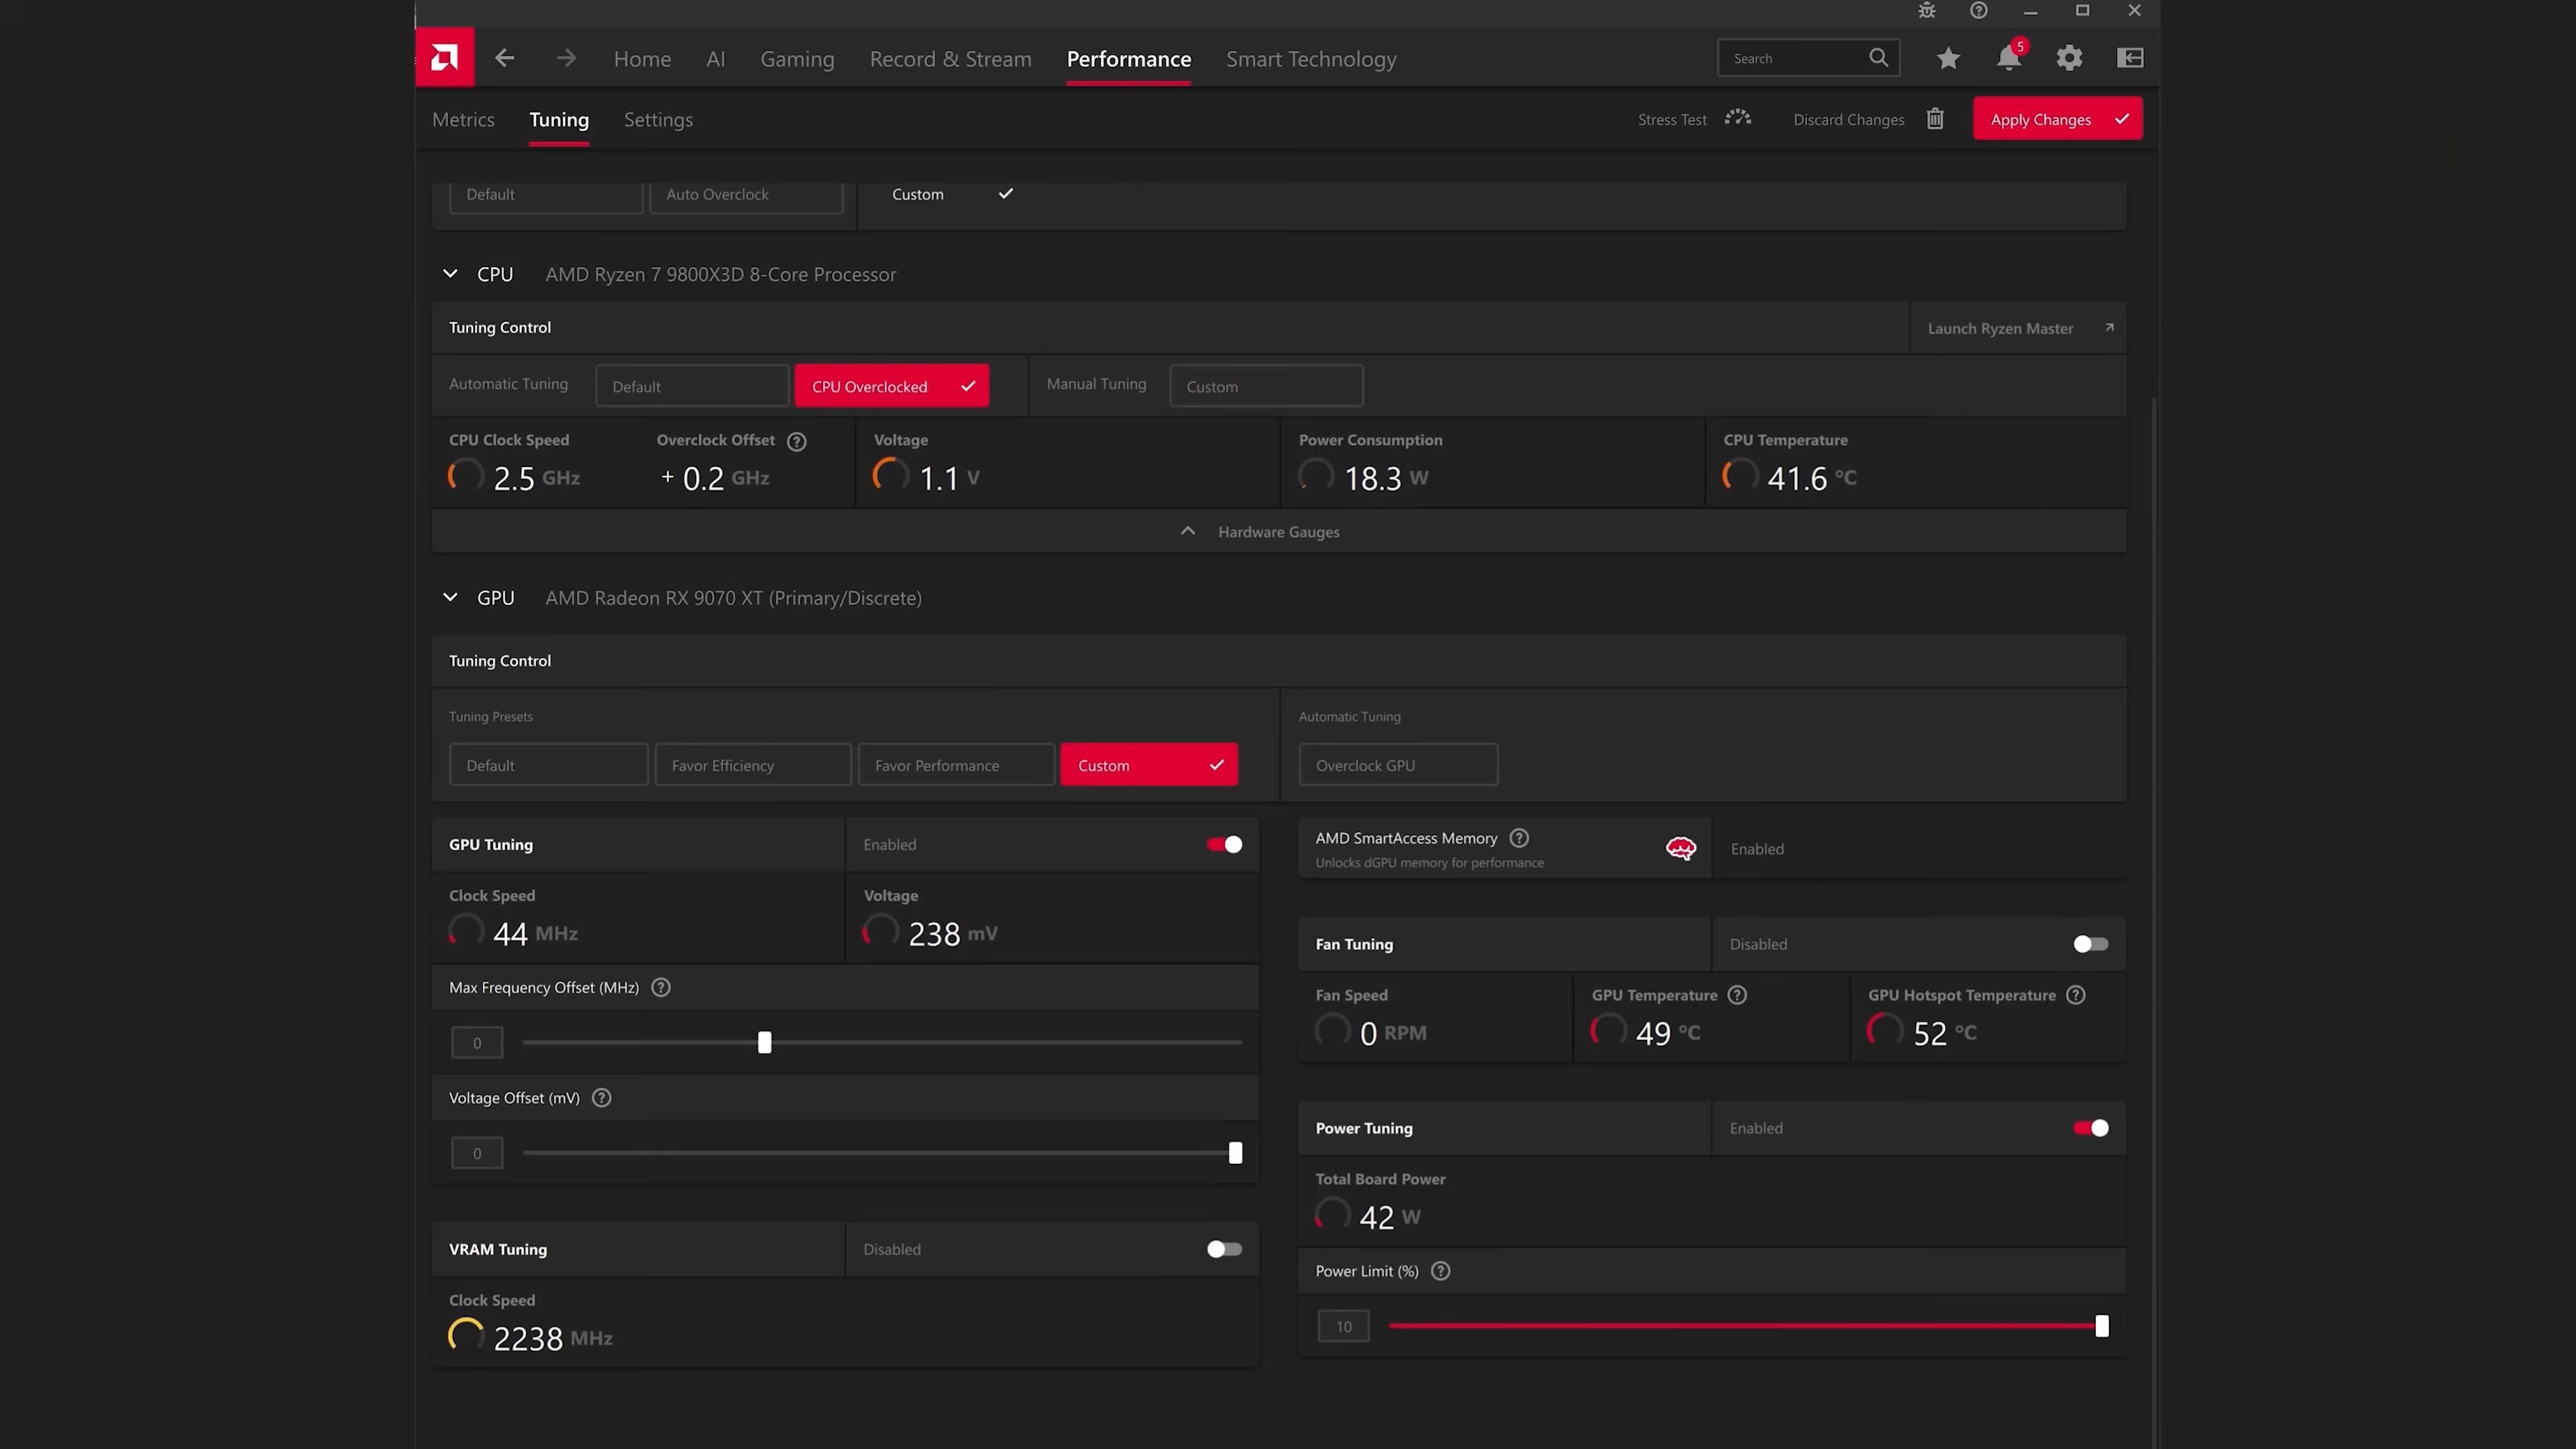 5
Home AI Gaming Record & Stream Performance Smart Technology Search
Metrics Tuning Settings Stress Test Discard Changes Apply Changes
Default Auto Overclock Custom
CPU AMD Ryzen 7 9800X3D 8-Core Processor
Tuning Control Launch Ryzen Master
Automatic Tuning Default CPU Overclocked Manual Tuning Custom
CPU Clock Speed Overclock Offset Voltage Power Consumption CPU Temperature
2.5 GHz + 0.2 GHz 1.1 V 18.3 W 41.6 °C
Hardware Gauges
GPU AMD Radeon RX 9070 XT (Primary/Discrete)
Tuning Control
Tuning Presets Automatic Tuning
Default Favor Efficiency Favor Performance Custom Overclock GPU
GPU Tuning Enabled
Clock Speed Voltage
44 MHz 238 mV
Max Frequency Offset (MHz)
0
Voltage Offset (mV)
0
VRAM Tuning Disabled
Clock Speed
2238 MHz
AMD SmartAccess Memory Enabled
Unlocks dGPU memory for performance
Fan Tuning Disabled
Fan Speed GPU Temperature GPU Hotspot Temperature
0 RPM 49 °C 52 °C
Power Tuning Enabled
Total Board Power
42 W
Power Limit (%)
10